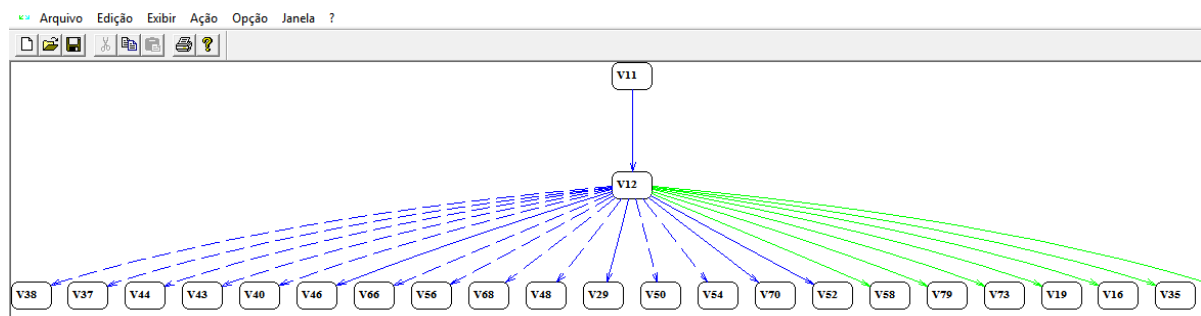 Arquivo Edição Exibir Ação Opção Janela ?
V11
V12
V38 V37 V44 V43 V40 V46 V66 V56 V68 V48 V29 V50 V54 V70 V52 V58 V79 V73 V19 V16 V35